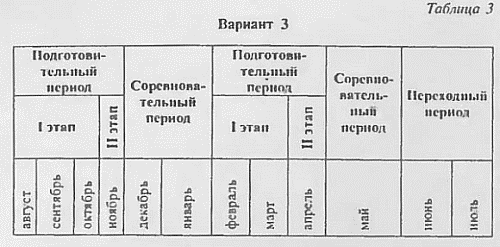 Таблица 3
Вариант 3
Подготови-
тельный
период
Соревнова-
тельный
период
Подготови-
тельный
период
Соревно-
ватель-
ный
период
Переходный
период
I этап
II этап
I этап
II этап
август
сентябрь
октябрь
ноябрь
декабрь
январь
февраль
март
апрель
май
июнь
июль